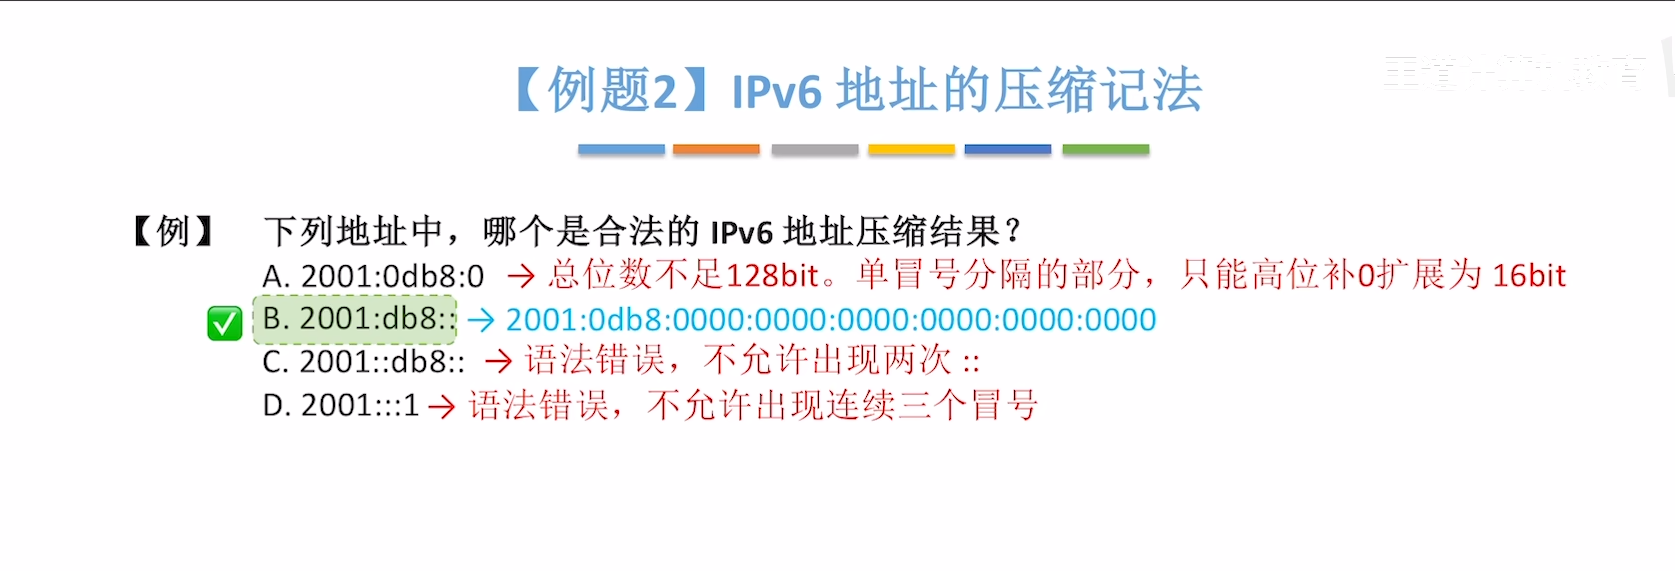 【例题2】IPv6 地址的压缩记法
王道计算机教育
【例】 下列地址中，哪个是合法的 IPv6 地址压缩结果？
A. 2001:0db8:0 → 总位数不足128bit。单冒号分隔的部分，只能高位补0扩展为 16bit
B. 2001:db8:: → 2001:0db8:0000:0000:0000:0000:0000:0000
C. 2001::db8:: → 语法错误，不允许出现两次 ::
D. 2001:::1 → 语法错误，不允许出现连续三个冒号